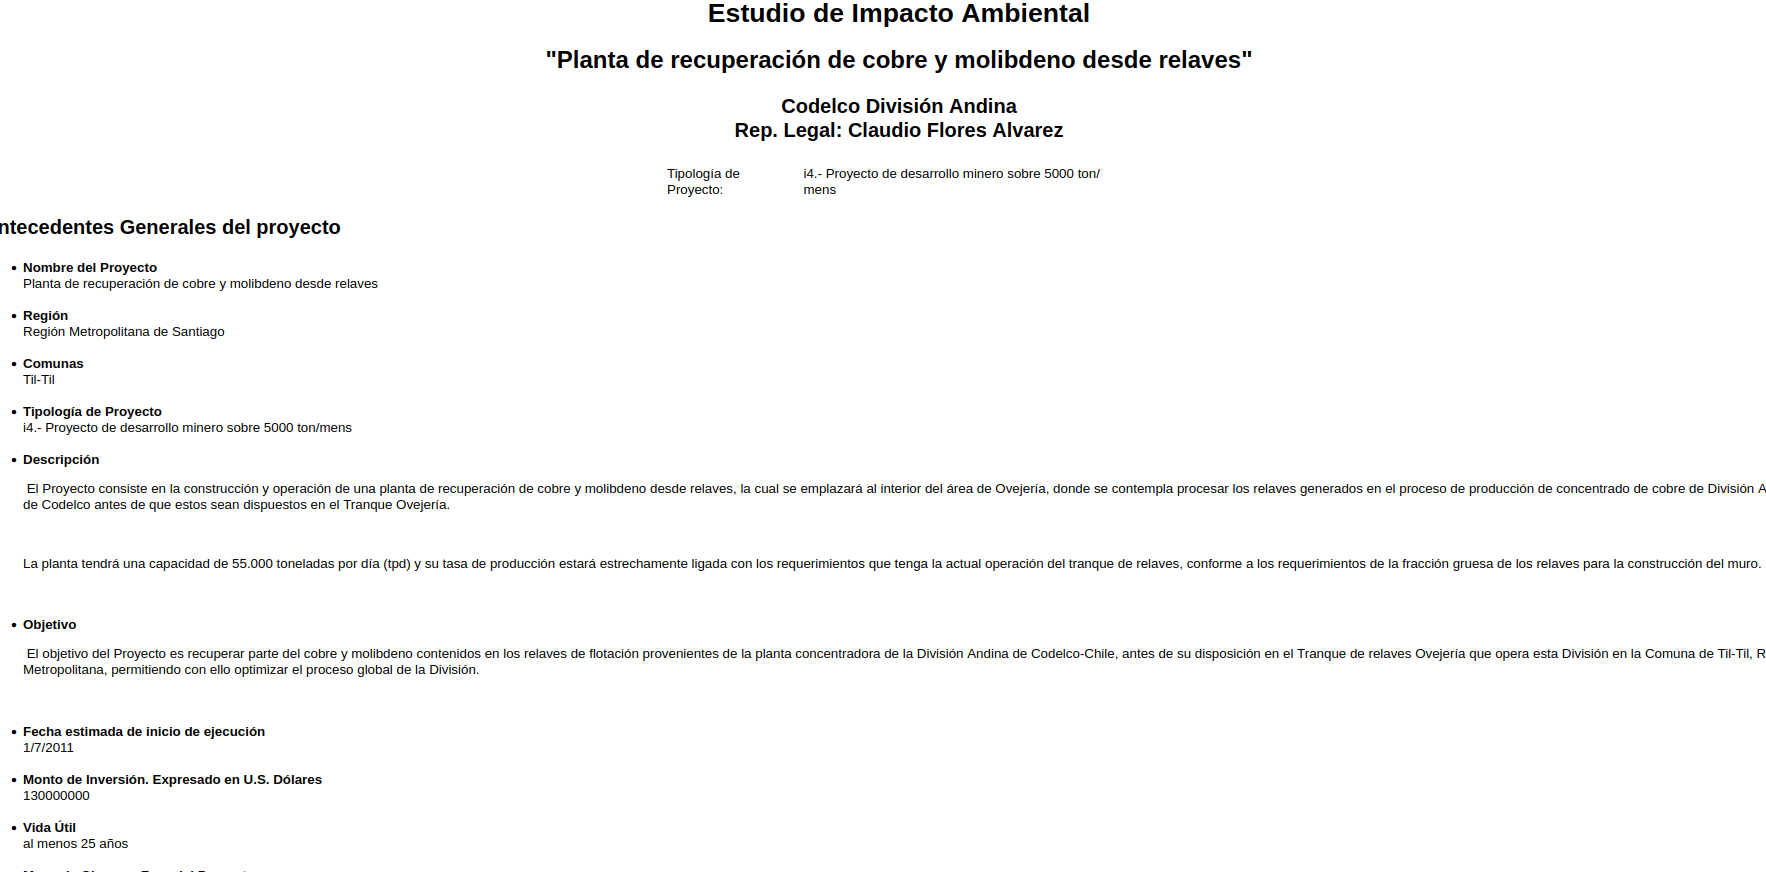 Estudio de Impacto Ambiental
"Planta de recuperación de cobre y molibdeno desde relaves"
Codelco División Andina
Rep. Legal: Claudio Flores Alvarez
Tipología de Proyecto:
i4.- Proyecto de desarrollo minero sobre 5000 ton/
mens
ntecedentes Generales del proyecto
• Nombre del Proyecto
Planta de recuperación de cobre y molibdeno desde relaves
• Región
Región Metropolitana de Santiago
• Comunas
Til-Til
• Tipología de Proyecto
i4.- Proyecto de desarrollo minero sobre 5000 ton/mens
• Descripción
El Proyecto consiste en la construcción y operación de una planta de recuperación de cobre y molibdeno desde relaves, la cual se emplazará al interior del área de Ovejería, donde se contempla procesar los relaves generados en el proceso de producción de concentrado de cobre de División A
de Codelco antes de que estos sean dispuestos en el Tranque Ovejería.
La planta tendrá una capacidad de 55.000 toneladas por día (tpd) y su tasa de producción estará estrechamente ligada con los requerimientos que tenga la actual operación del tranque de relaves, conforme a los requerimientos de la fracción gruesa de los relaves para la construcción del muro.
• Objetivo
El objetivo del Proyecto es recuperar parte del cobre y molibdeno contenidos en los relaves de flotación provenientes de la planta concentradora de la División Andina de Codelco-Chile, antes de su disposición en el Tranque de relaves Ovejería que opera esta División en la Comuna de Til-Til, R
Metropolitana, permitiendo con ello optimizar el proceso global de la División.
• Fecha estimada de inicio de ejecución
1/7/2011
• Monto de Inversión. Expresado en U.S. Dólares
130000000
• Vida Útil
al menos 25 años